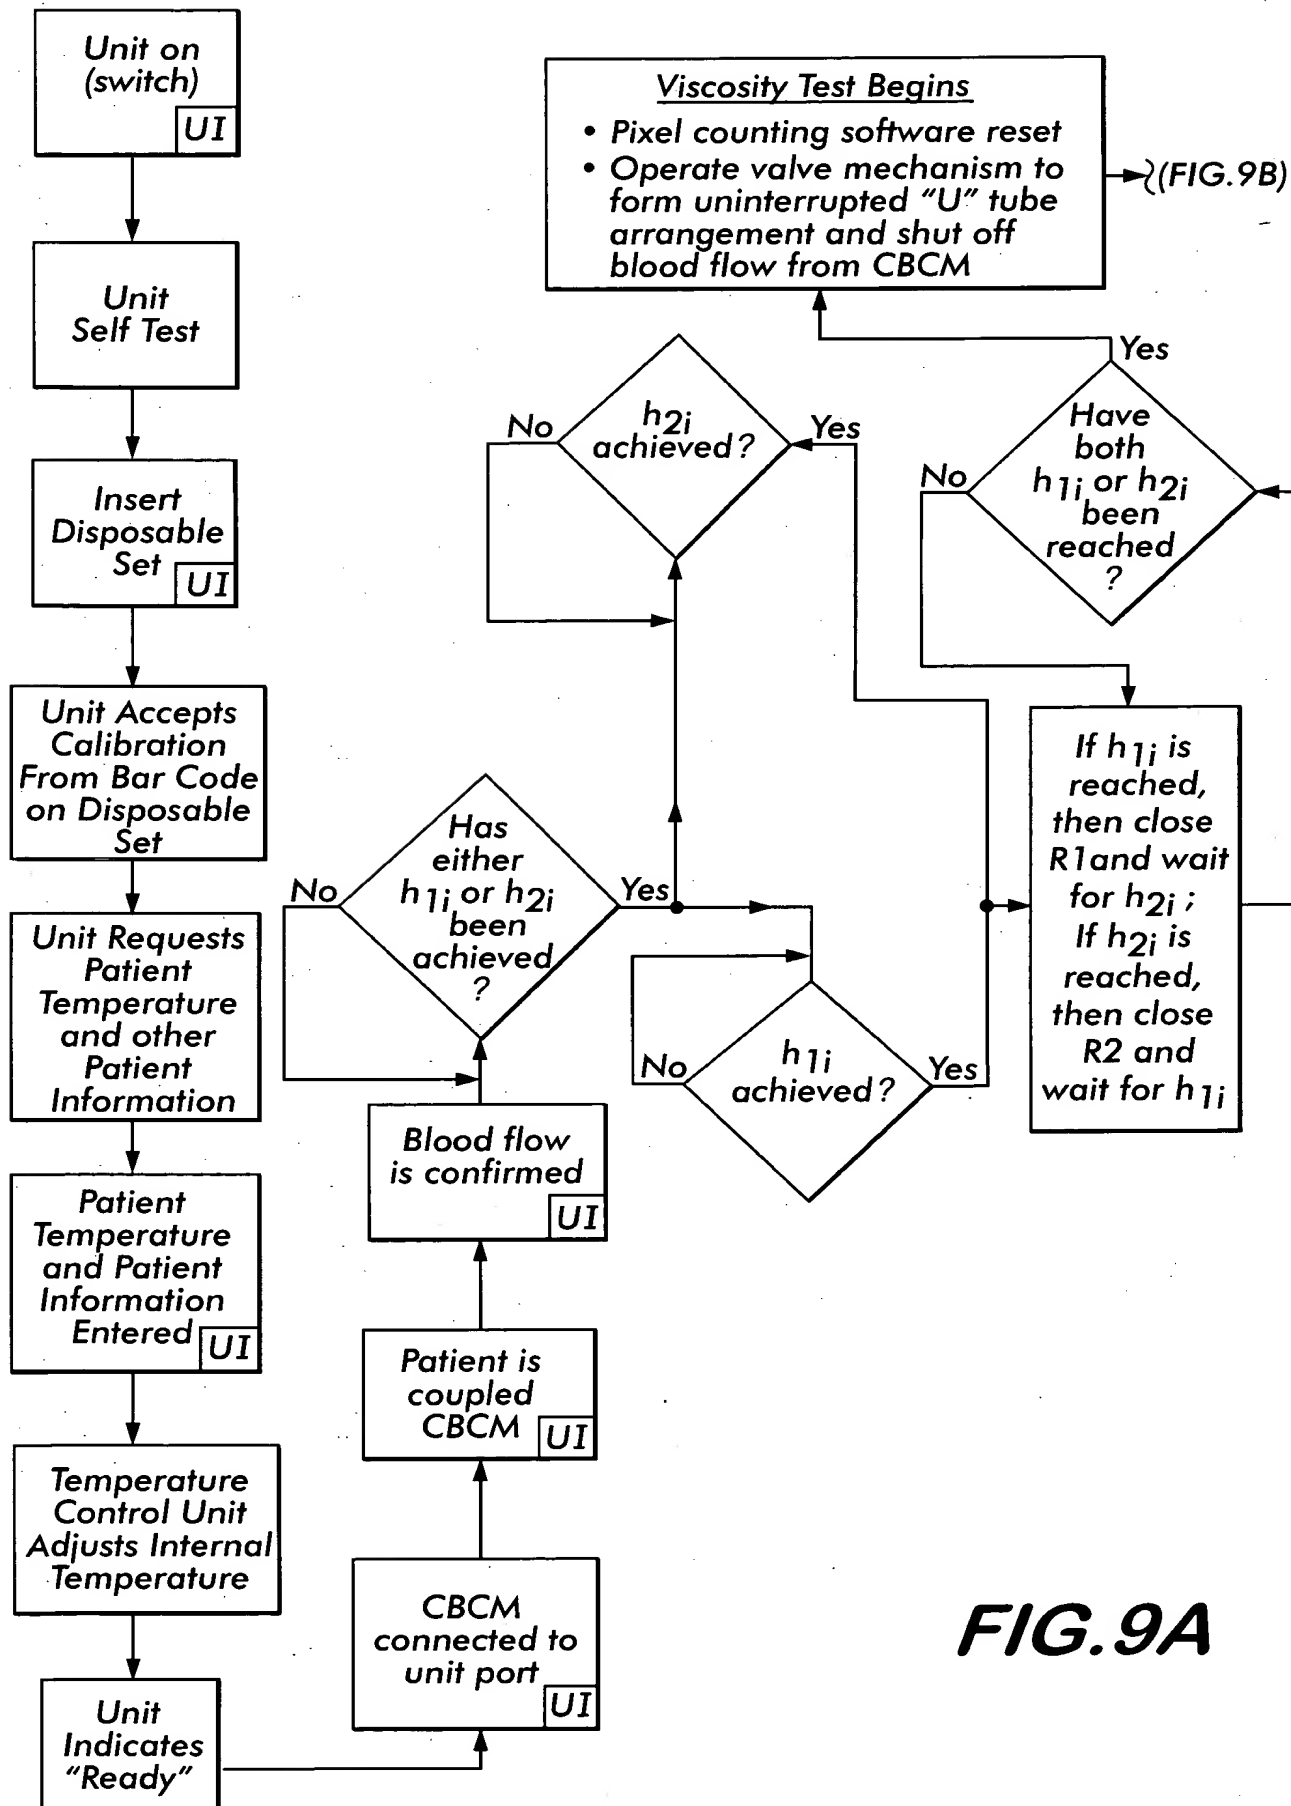 Unit on
(switch)
UI
Unit
Self Test
Insert
Disposable
Set
UI
Unit Accepts
Calibration
From Bar Code
on Disposable
Set
Unit Requests
Patient
Temperature
and other
Patient
Information
Patient
Temperature
and Patient
Information
Entered
UI
Temperature
Control Unit
Adjusts Internal
Temperature
Unit
Indicates
“Ready”
CBCM
connected to
unit port
UI
Patient is
coupled
CBCM
UI
Blood flow
is confirmed
UI
Has
either
h1i or h2i
been
achieved
?
No
Yes
h2i
achieved?
No
Yes
h1i
achieved?
No
Yes
If h1i is
reached,
then close
R1and wait
for h2i;
If h2i is
reached,
then close
R2 and
wait for h1i
Have
both
h1i or h2i
been
reached
?
No
Yes
Viscosity Test Begins
• Pixel counting software reset
• Operate valve mechanism to
form uninterrupted “U” tube
arrangement and shut off
blood flow from CBCM
(FIG.9B)
FIG.9A